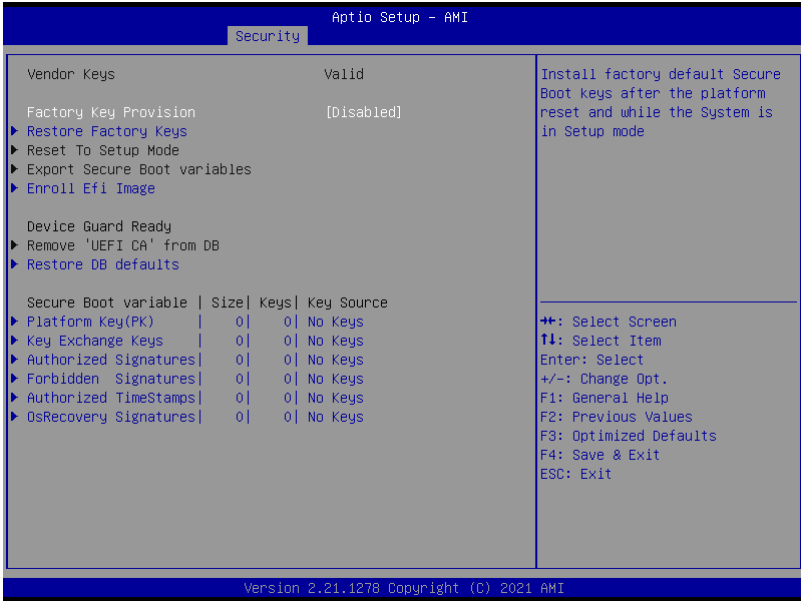 Aptio Setup – AMI
Security
Vendor Keys Valid
Factory Key Provision [Disabled]
Restore Factory Keys
Reset To Setup Mode
Export Secure Boot variables
Enroll Efi Image
Device Guard Ready
Remove 'UEFI CA' from DB
Restore DB defaults
Secure Boot variable | Size| Keys| Key Source
Platform Key(PK) | 0| 0| No Keys
Key Exchange Keys | 0| 0| No Keys
Authorized Signatures| 0| 0| No Keys
Forbidden Signatures| 0| 0| No Keys
Authorized TimeStamps| 0| 0| No Keys
OsRecovery Signatures| 0| 0| No Keys
Install factory default Secure
Boot keys after the platform
reset and while the System is
in Setup mode
→←: Select Screen
↑↓: Select Item
Enter: Select
+/-: Change Opt.
F1: General Help
F2: Previous Values
F3: Optimized Defaults
F4: Save & Exit
ESC: Exit
Version 2.21.1278 Copyright (C) 2021 AMI